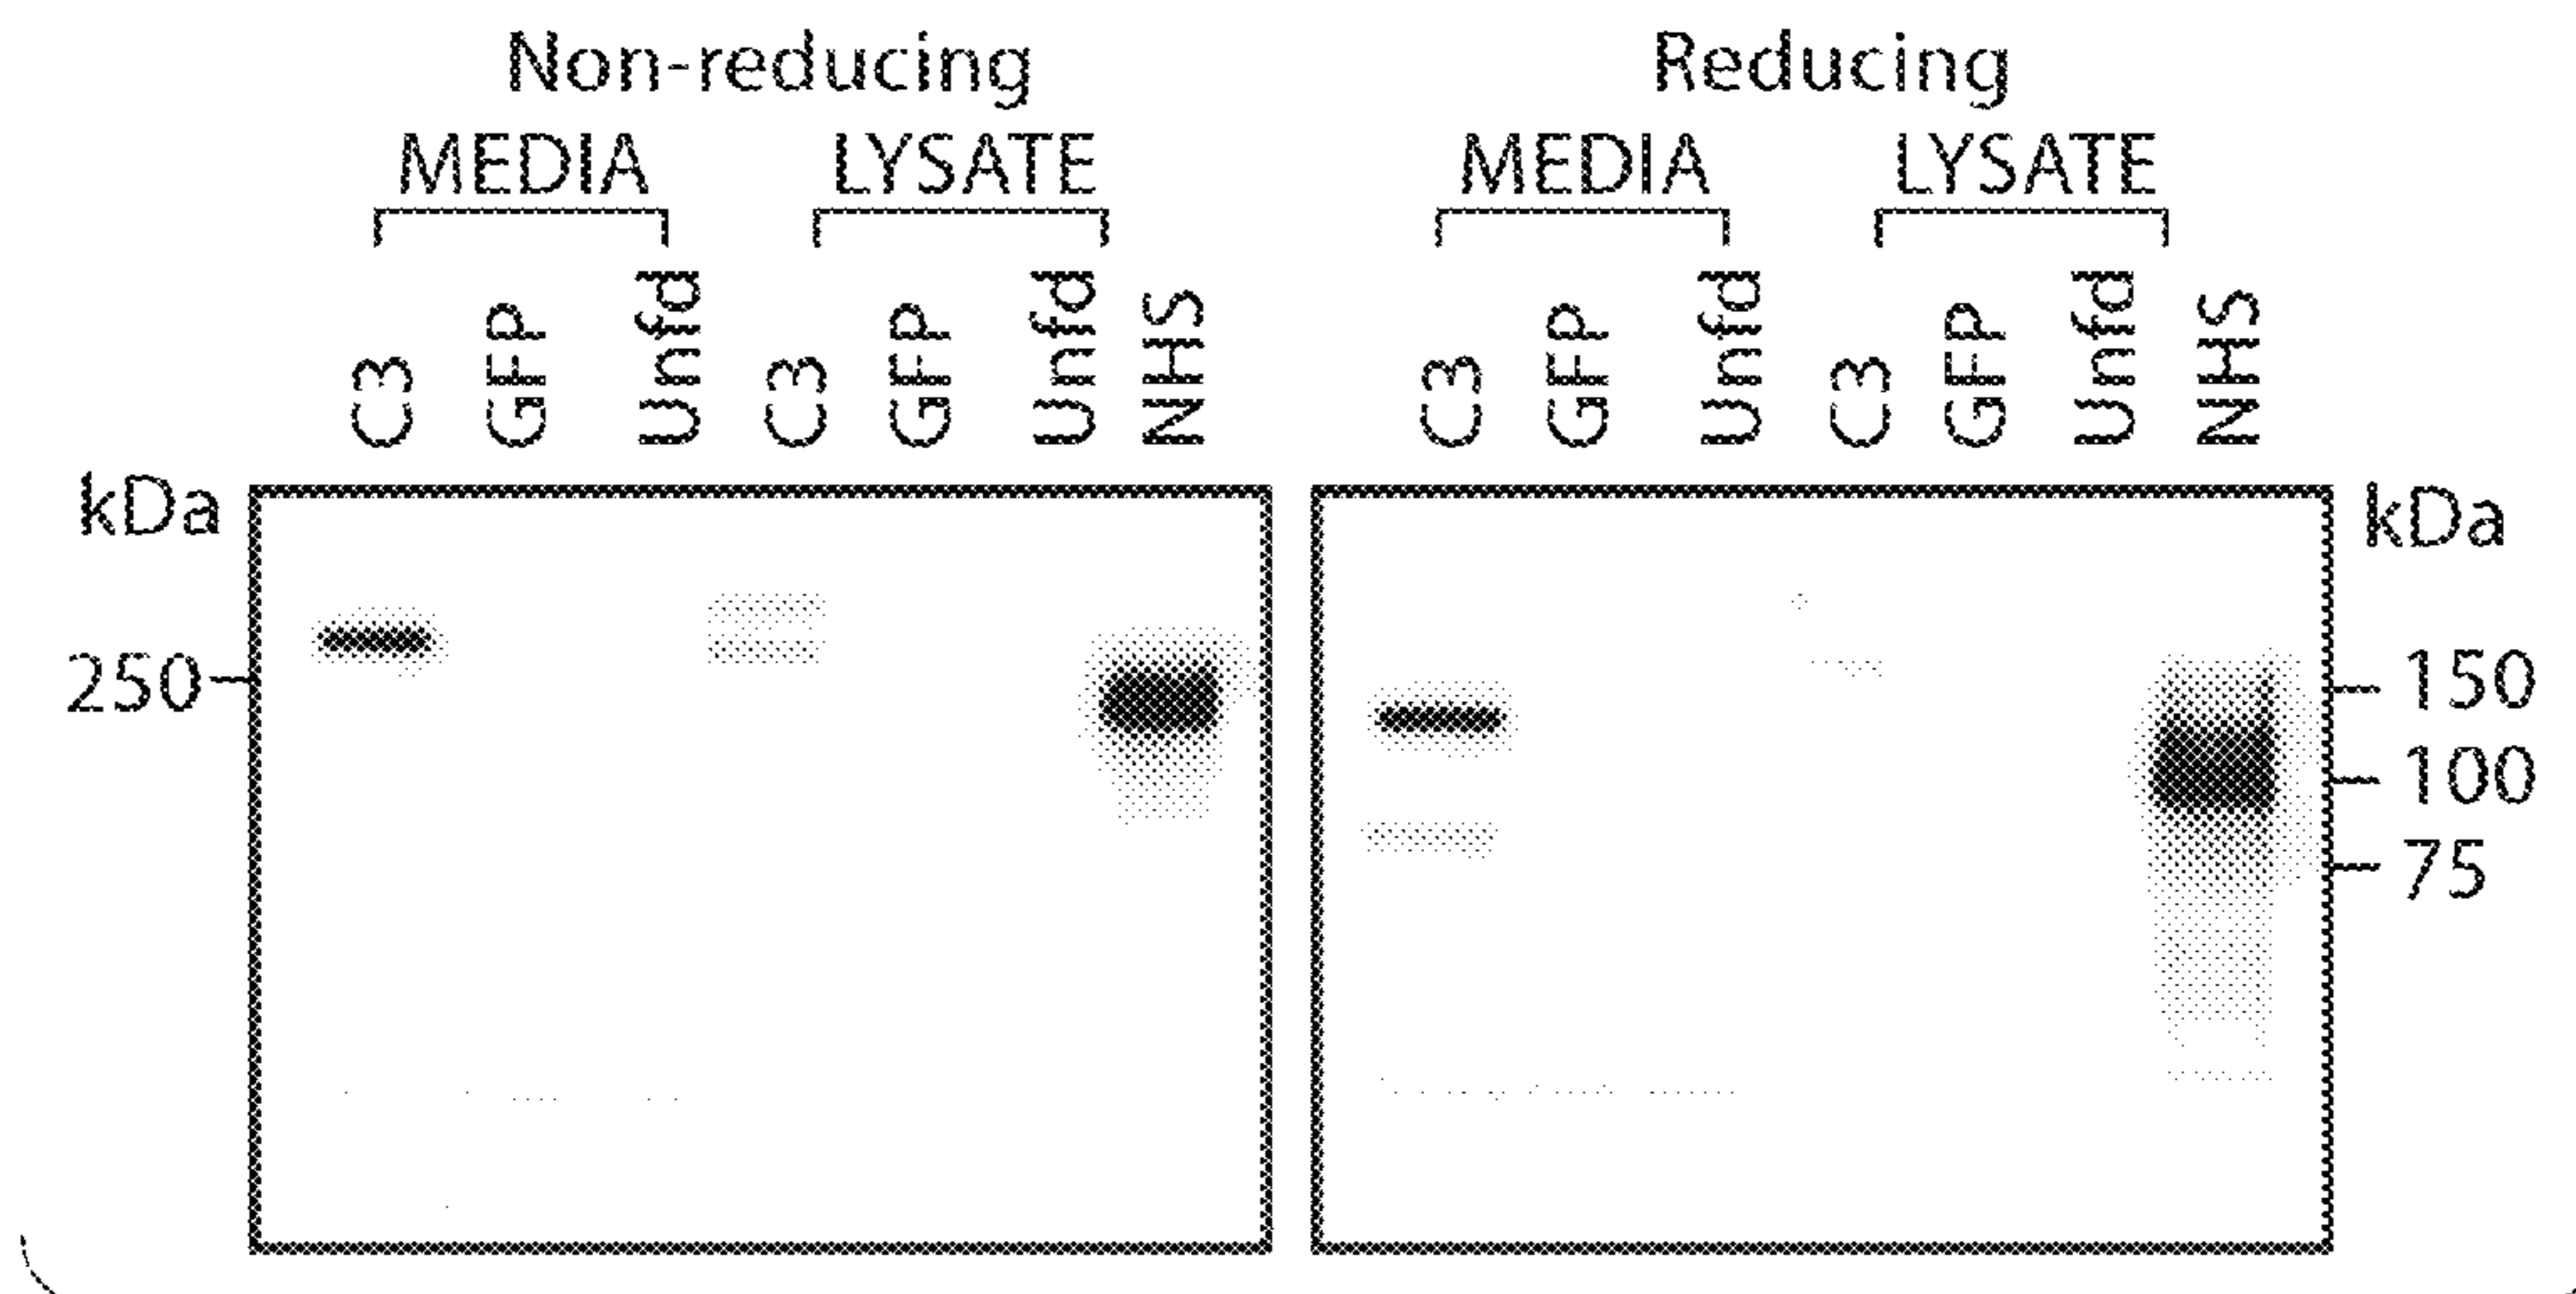 Non-reducing Reducing
MEDIA LYSATE MEDIA LYSATE
C3 GFP Unfd C3 GFP Unfd NHS C3 GFP Unfd C3 GFP Unfd NHS
kDa kDa
250 150
100
75